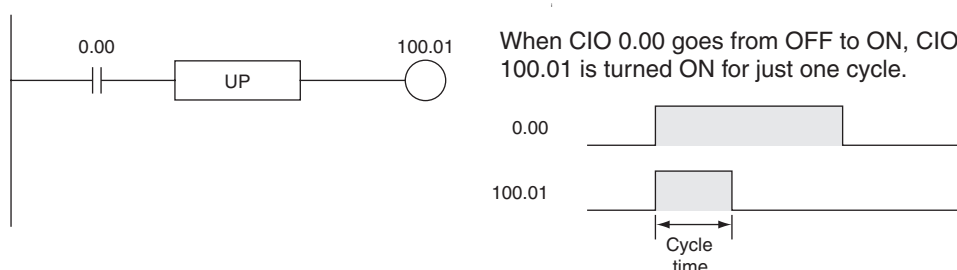 0.00
100.01
UP
When CIO 0.00 goes from OFF to ON, CIO
100.01 is turned ON for just one cycle.
0.00
100.01
Cycle
time